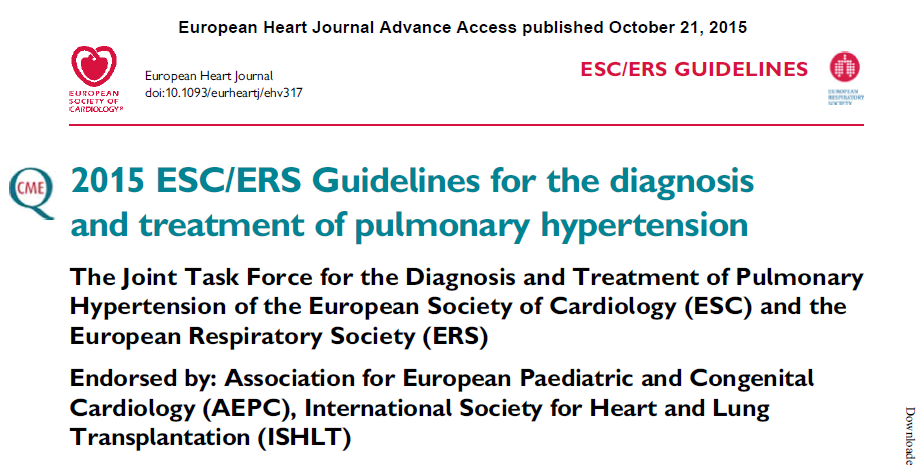 European Heart Journal Advance Access published October 21, 2015
EUROPEAN
SOCIETY OF
CARDIOLOGY®
European Heart Journal
doi:10.1093/eurheartj/ehv317
ESC/ERS GUIDELINES
EUROPEAN
RESPIRATORY
SOCIETY
CME
2015 ESC/ERS Guidelines for the diagnosis
and treatment of pulmonary hypertension
The Joint Task Force for the Diagnosis and Treatment of Pulmonary
Hypertension of the European Society of Cardiology (ESC) and the
European Respiratory Society (ERS)
Endorsed by: Association for European Paediatric and Congenital
Cardiology (AEPC), International Society for Heart and Lung
Transplantation (ISHLT)
Downloade